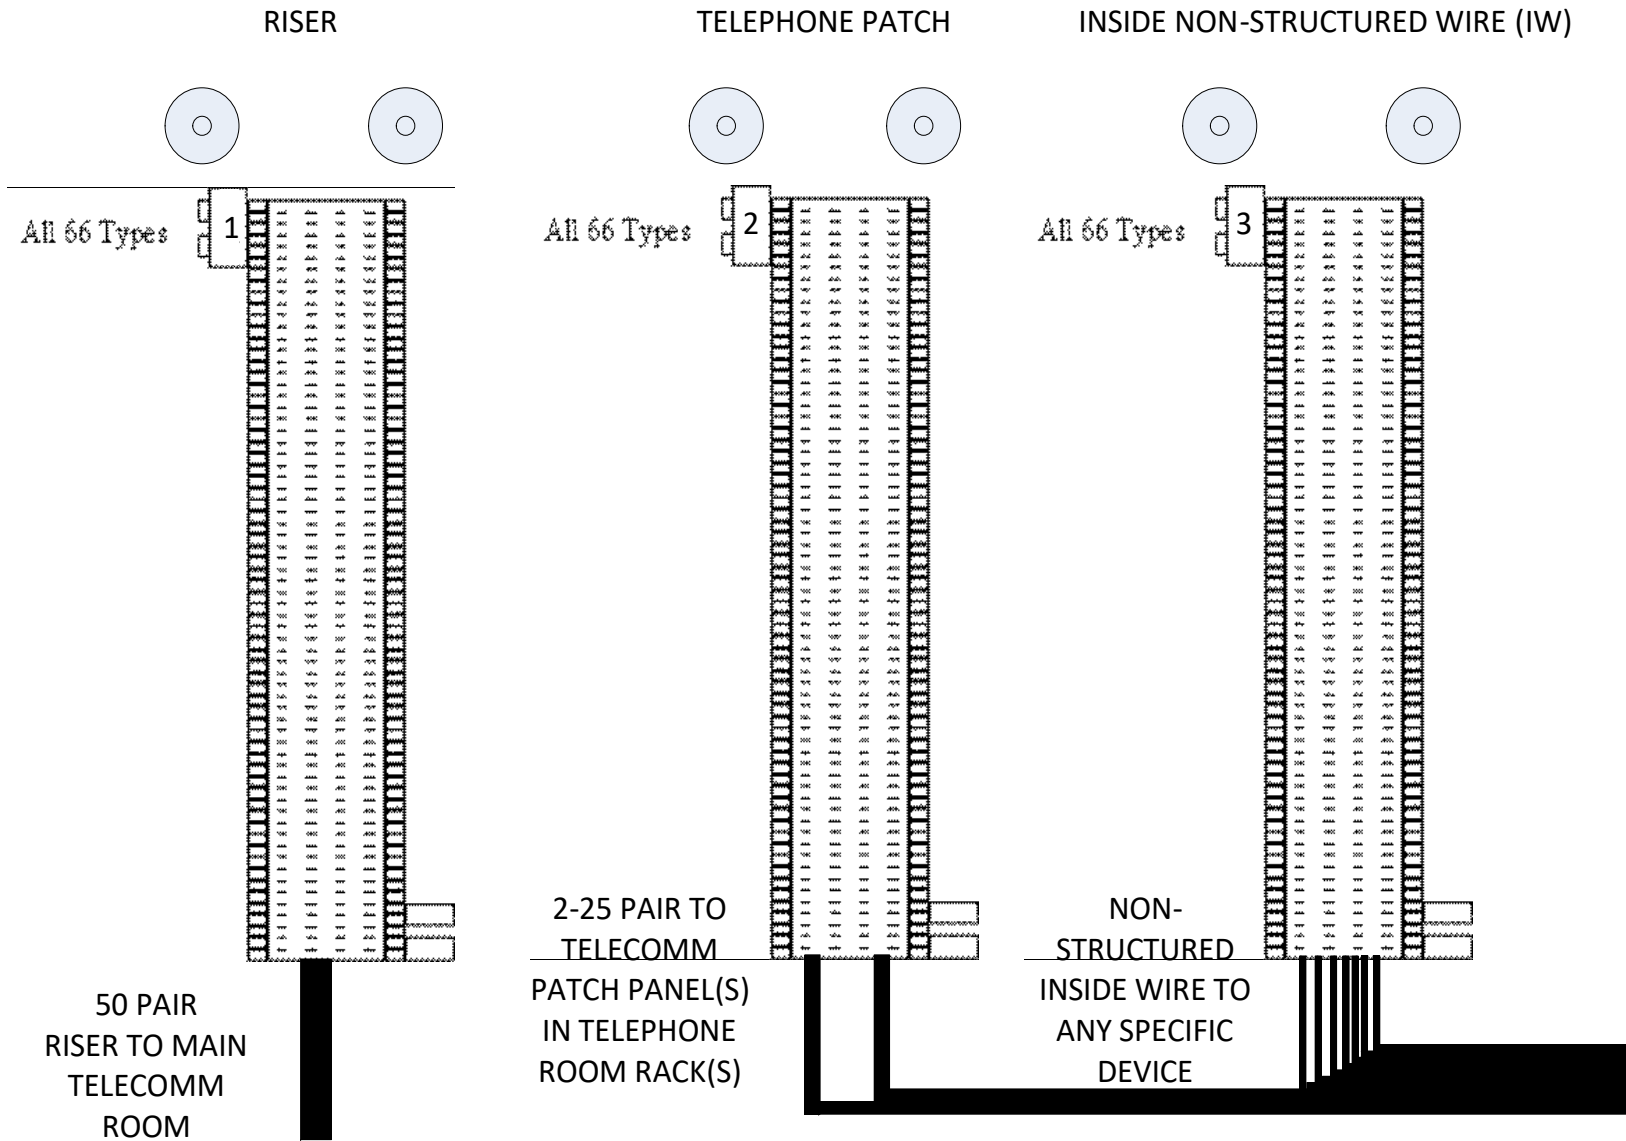 RISER
TELEPHONE PATCH
INSIDE NON-STRUCTURED WIRE (IW)
All 66 Types
1
All 66 Types
2
All 66 Types
3
50 PAIR
RISER TO MAIN
TELECOMM
ROOM
2-25 PAIR TO
TELECOMM
PATCH PANEL(S)
IN TELEPHONE
ROOM RACK(S)
NON-
STRUCTURED
INSIDE WIRE TO
ANY SPECIFIC
DEVICE